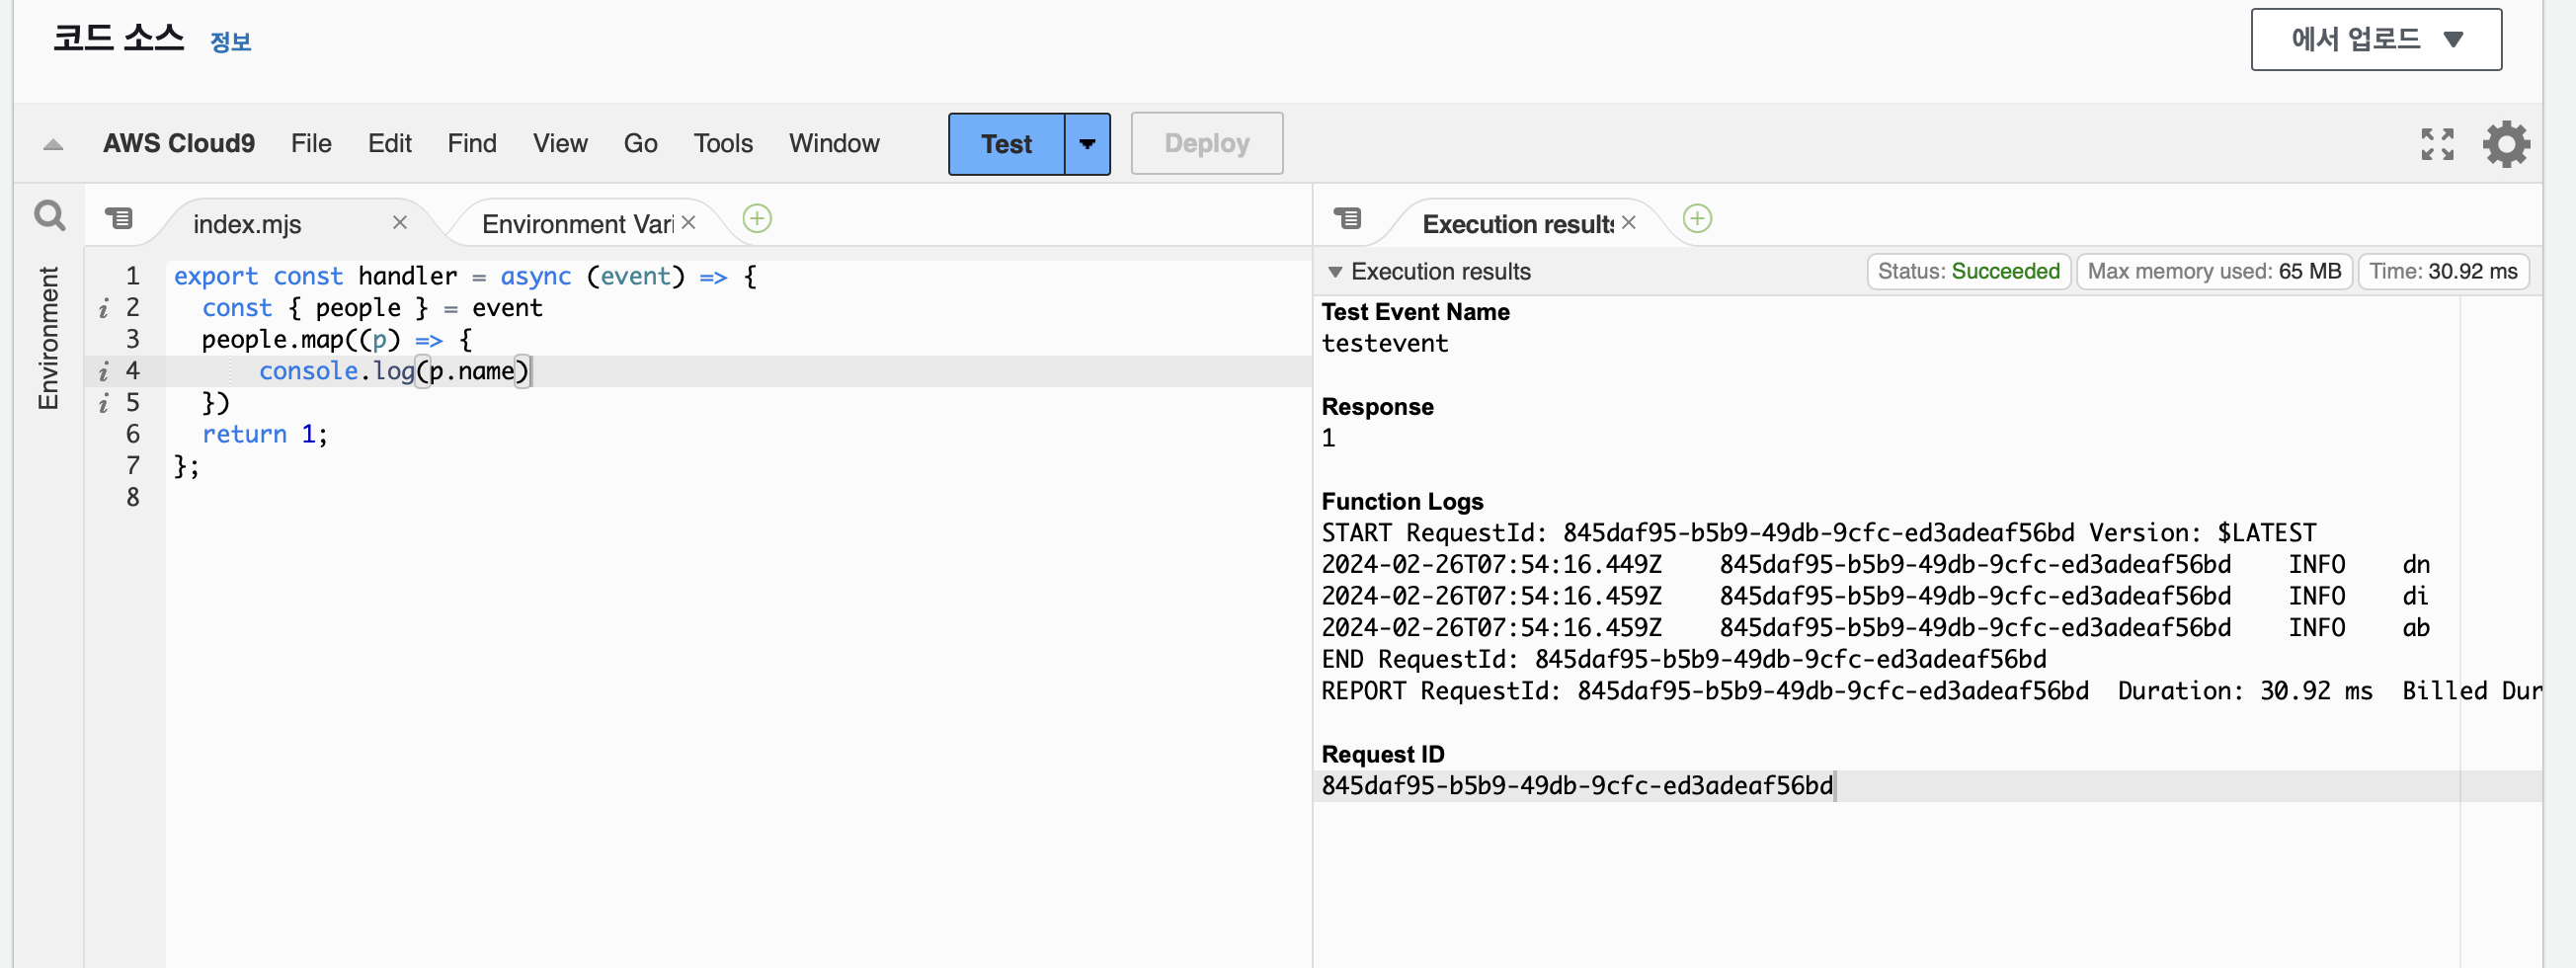 코드 소스 정보
에서 업로드
AWS Cloud9 File Edit Find View Go Tools Window Test Deploy
Environment
index.mjs
Environment Vari
1 export const handler = async (event) => {
i 2 const { people } = event
3 people.map((p) => {
i 4 console.log(p.name)
i 5 })
6 return 1;
7 };
8
Execution results
Execution results Status: Succeeded Max memory used: 65 MB Time: 30.92 ms
Test Event Name
testevent
Response
1
Function Logs
START RequestId: 845daf95-b5b9-49db-9cfc-ed3adeaf56bd Version: $LATEST
2024-02-26T07:54:16.449Z 845daf95-b5b9-49db-9cfc-ed3adeaf56bd INFO dn
2024-02-26T07:54:16.459Z 845daf95-b5b9-49db-9cfc-ed3adeaf56bd INFO di
2024-02-26T07:54:16.459Z 845daf95-b5b9-49db-9cfc-ed3adeaf56bd INFO ab
END RequestId: 845daf95-b5b9-49db-9cfc-ed3adeaf56bd
REPORT RequestId: 845daf95-b5b9-49db-9cfc-ed3adeaf56bd Duration: 30.92 ms Billed Dur
Request ID
845daf95-b5b9-49db-9cfc-ed3adeaf56bd